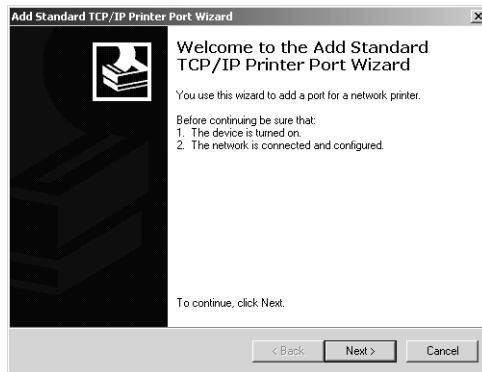 Add Standard TCP/IP Printer Port Wizard
Welcome to the Add Standard
TCP/IP Printer Port Wizard
You use this wizard to add a port for a network printer.
Before continuing be sure that:
1. The device is turned on.
2. The network is connected and configured.
To continue, click Next.
< Back Next > Cancel